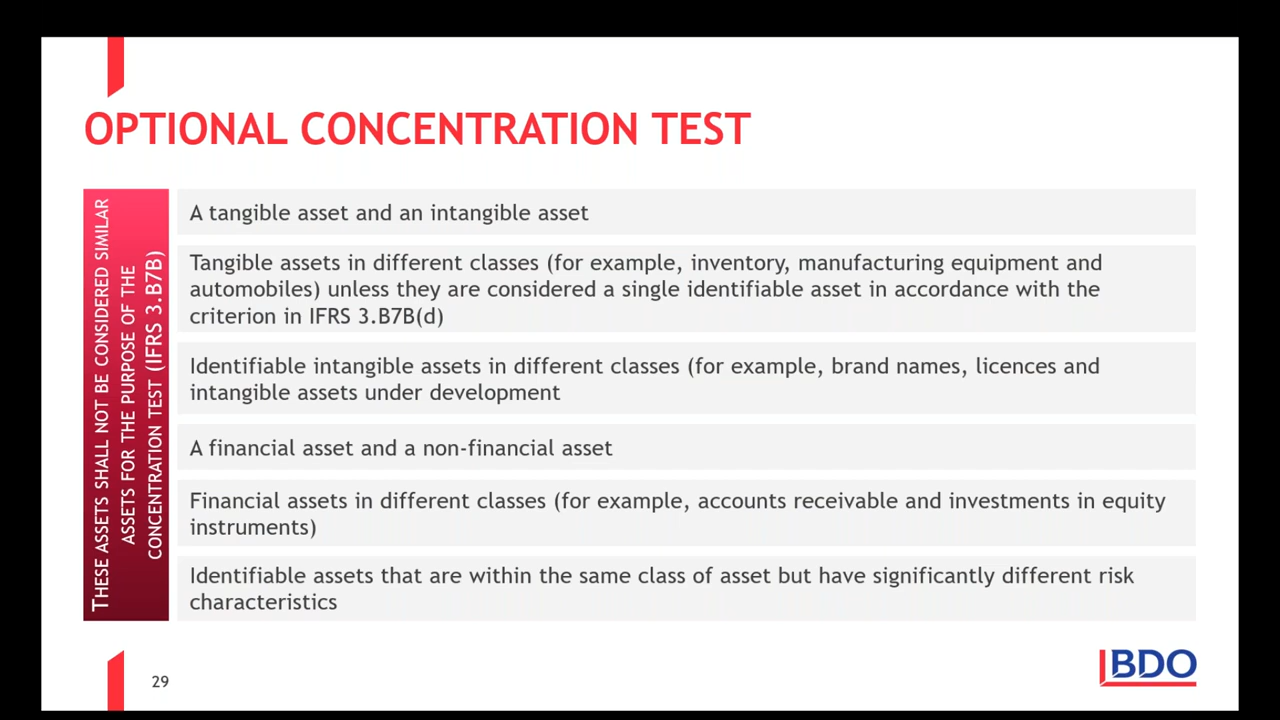 OPTIONAL CONCENTRATION TEST
THESE ASSETS SHALL NOT BE CONSIDERED SIMILAR
ASSETS FOR THE PURPOSE OF THE
CONCENTRATION TEST (IFRS 3.B7B)
A tangible asset and an intangible asset
Tangible assets in different classes (for example, inventory, manufacturing equipment and
automobiles) unless they are considered a single identifiable asset in accordance with the
criterion in IFRS 3.B7B(d)
Identifiable intangible assets in different classes (for example, brand names, licences and
intangible assets under development
A financial asset and a non-financial asset
Financial assets in different classes (for example, accounts receivable and investments in equity
instruments)
Identifiable assets that are within the same class of asset but have significantly different risk
characteristics
29
BDO